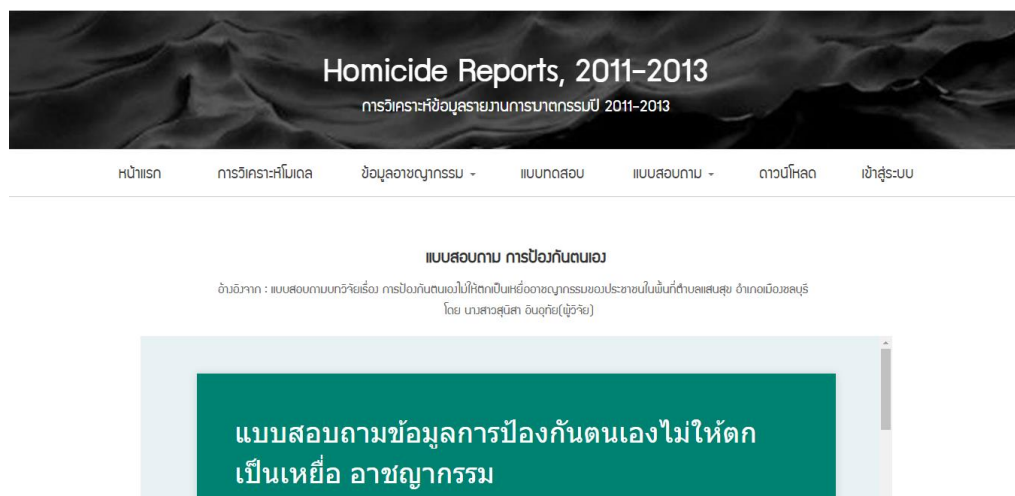 Homicide Reports, 2011-2013
การวิเคราะห์ข้อมูลรายงานการฆาตกรรมปี 2011-2013
หน้าแรก การวิเคราะห์โมเดล ข้อมูลอาชญากรรม แบบทดสอบ แบบสอบถาม ดาวน์โหลด เข้าสู่ระบบ
แบบสอบถาม การป้องกันตนเอง
อ้างอิงจาก : แบบสอบถามบทวิจัยเรื่อง การป้องกันตนเองไม่ให้ตกเป็นเหยื่ออาชญากรรมของประชาชนในพื้นที่ตำบลแสนสุข อำเภอเมืองชลบุรี
โดย นางสาวสุนิสา อินอุทัย(ผู้วิจัย)
แบบสอบถามข้อมูลการป้องกันตนเองไม่ให้ตก
เป็นเหยื่อ อาชญากรรม